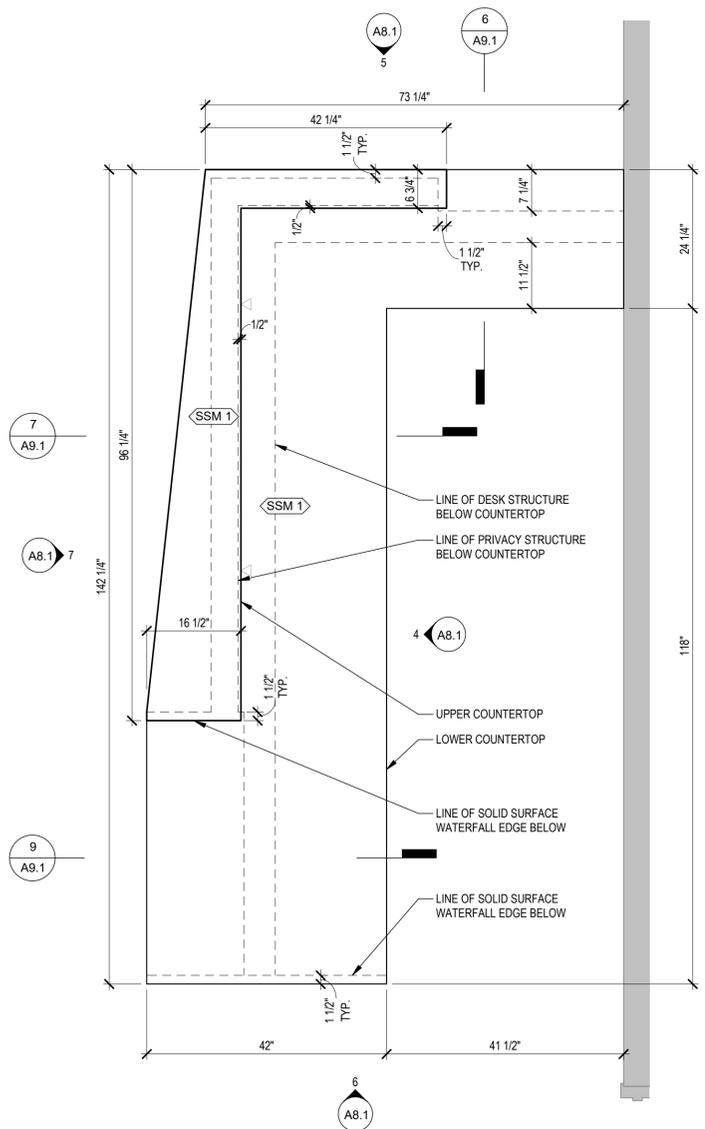 A8.1
5
6
A9.1
73 1/4"
42 1/4"
1 1/2"
TYP.
6 3/4"
7 1/4"
1/2"
1 1/2"
TYP.
11 1/2"
24 1/4"
1/2"
SSM 1
7
A9.1
96 1/4"
LINE OF DESK STRUCTURE
BELOW COUNTERTOP
SSM 1
LINE OF PRIVACY STRUCTURE
BELOW COUNTERTOP
A8.1
7
142 1/4"
16 1/2"
4
A8.1
118"
1 1/2"
TYP.
UPPER COUNTERTOP
LOWER COUNTERTOP
LINE OF SOLID SURFACE
WATERFALL EDGE BELOW
9
A9.1
LINE OF SOLID SURFACE
WATERFALL EDGE BELOW
1 1/2"
TYP.
42"
41 1/2"
6
A8.1